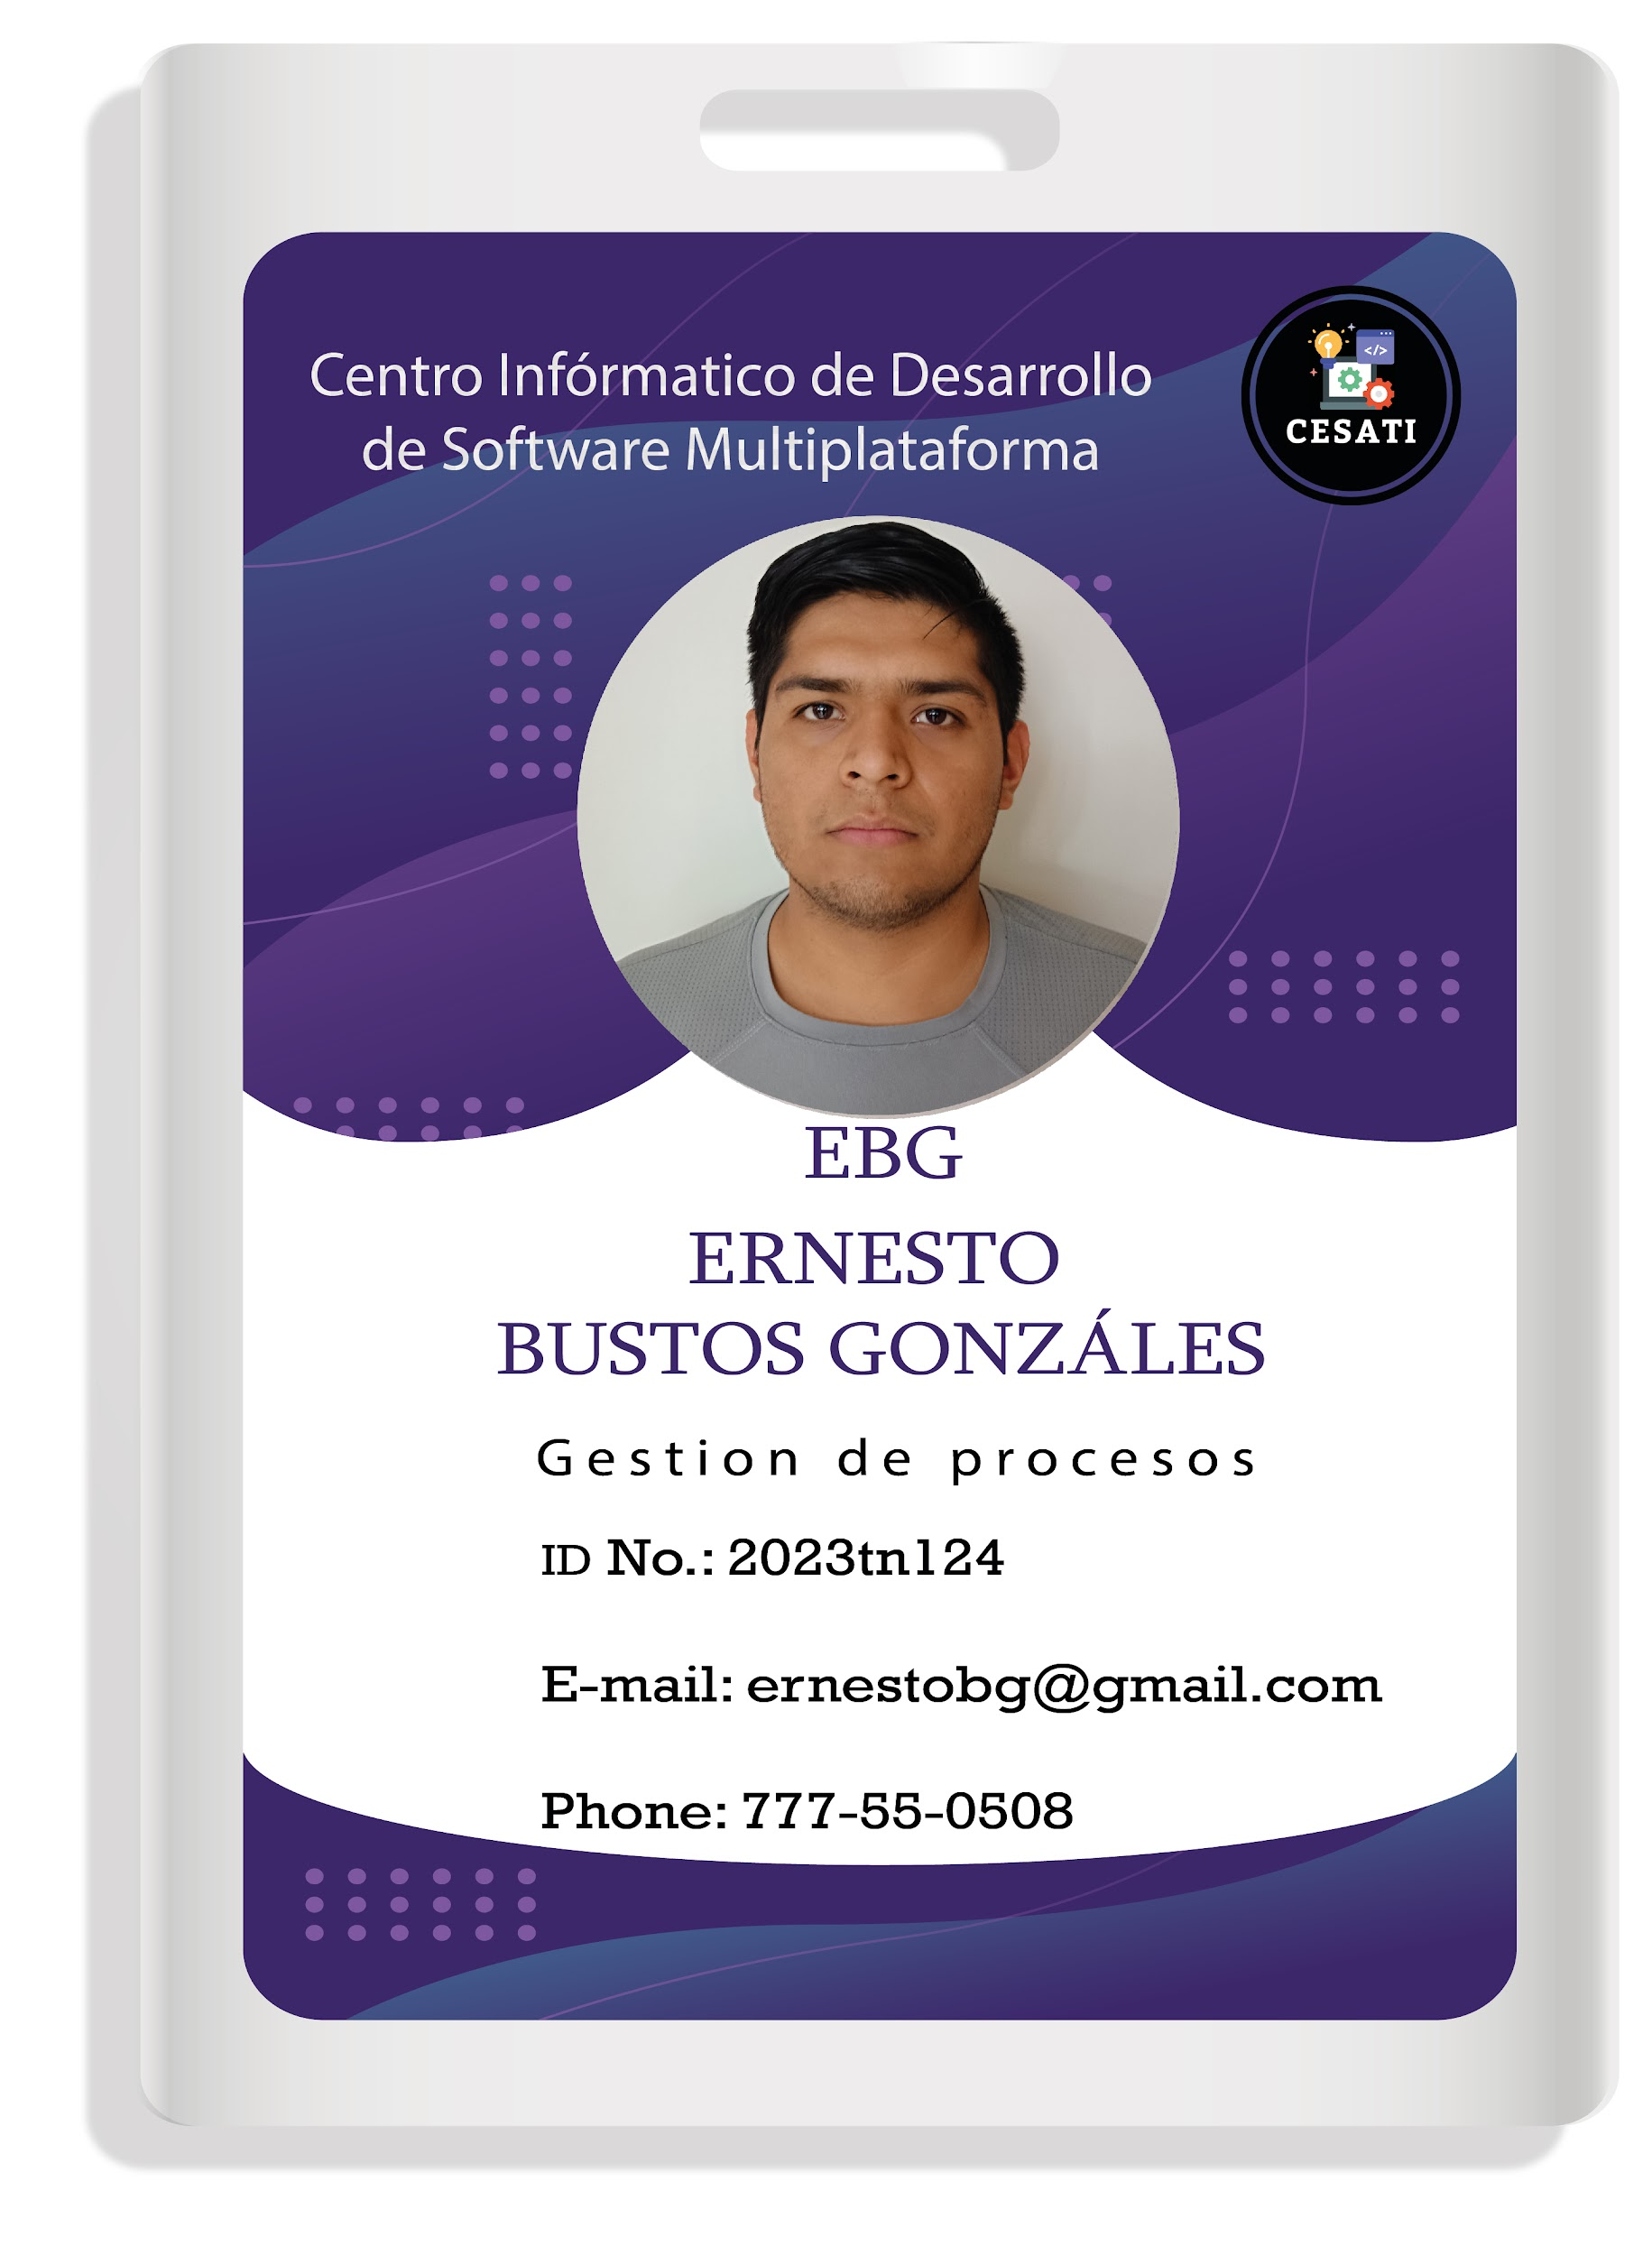 Centro Infórmatico de Desarrollo
de Software Multiplataforma
</>
CESATI
EBG
ERNESTO
BUSTOS GONZÁLES
Gestion de procesos
ID No.: 2023tn124
E-mail: ernestobg@gmail.com
Phone: 777-55-0508